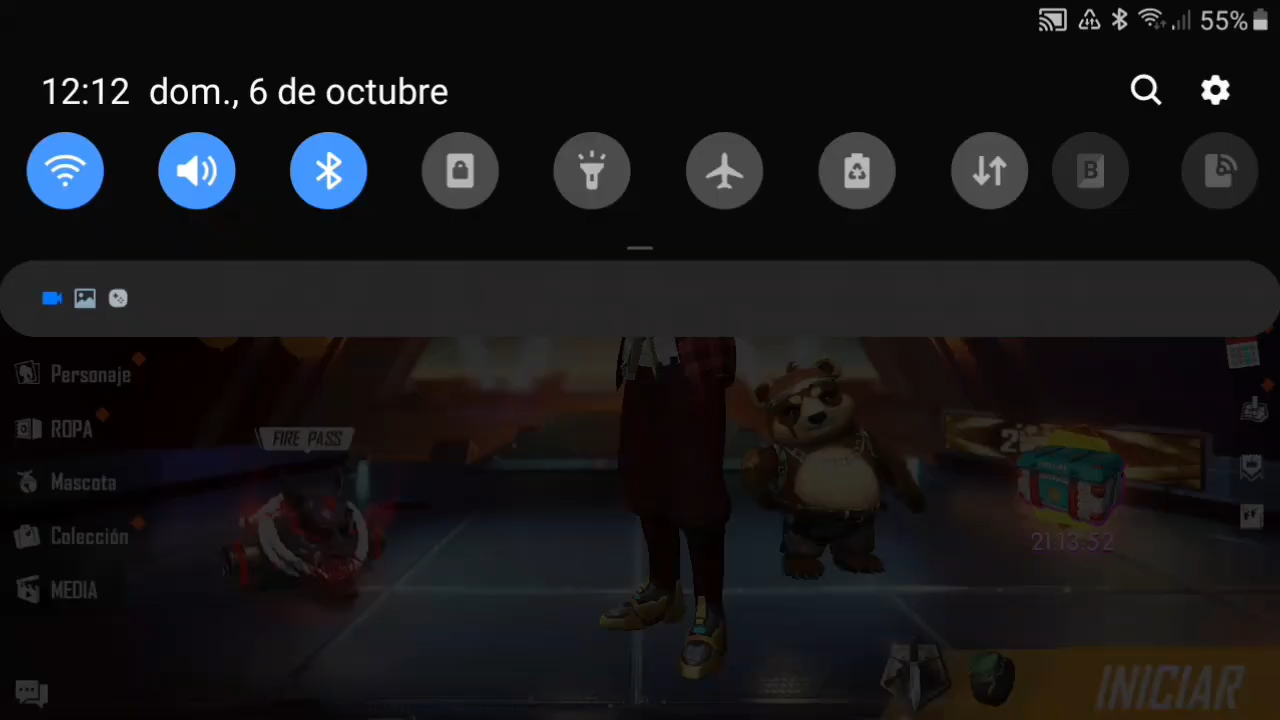 55%
12:12 dom., 6 de octubre
B
Personaje
ROPA
FIRE PASS
Mascota
Colección
21:13:52
MEDIA
INICIAR